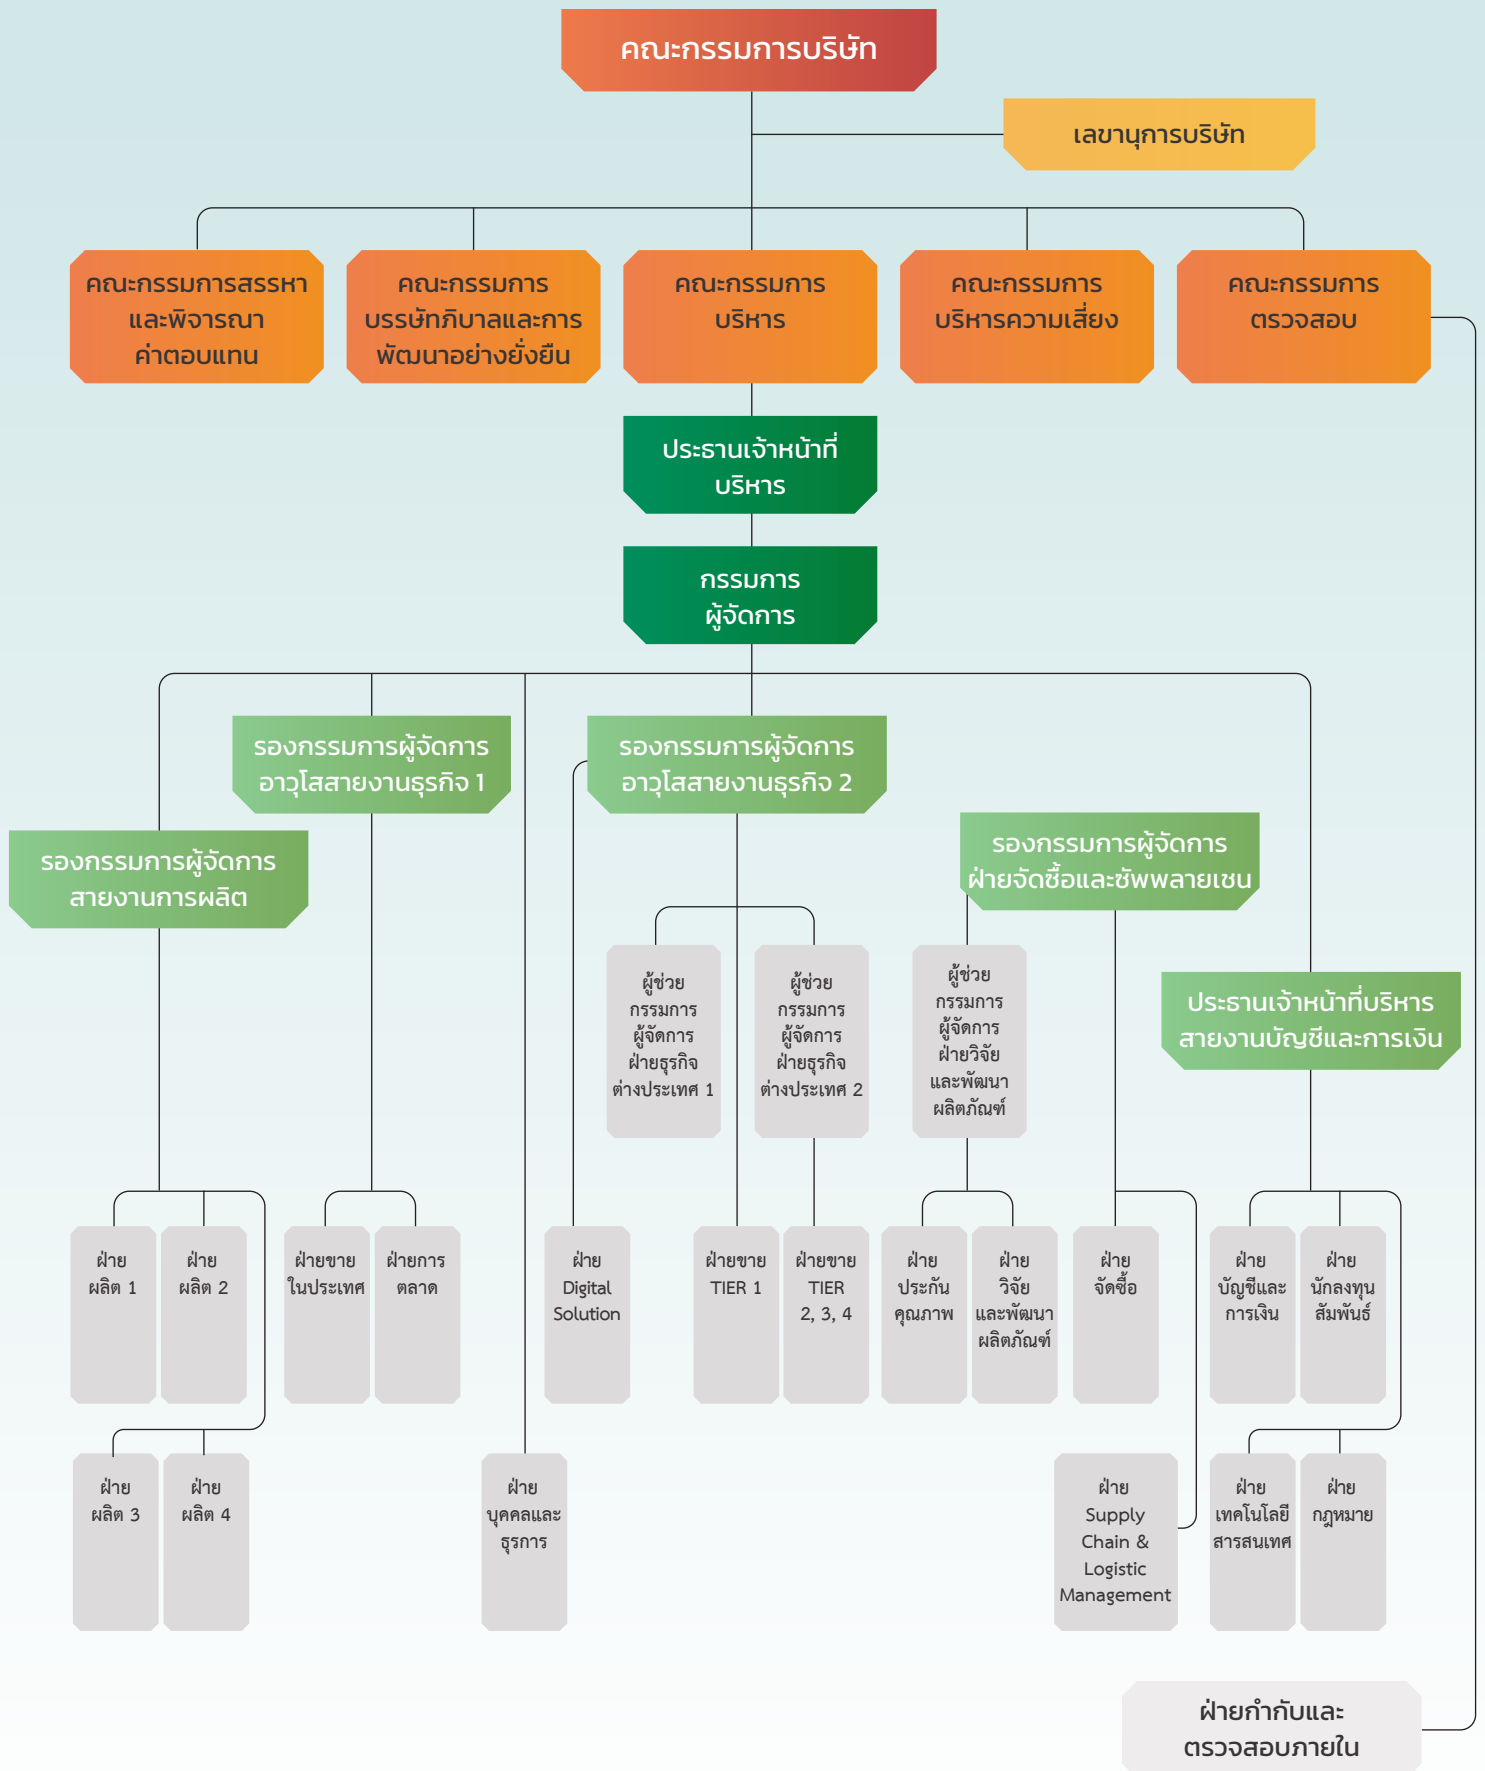 คณะกรรมการบริษัท
เลขานุการบริษัท
คณะกรรมการสรรหา
และพิจารณา
ค่าตอบแทน
คณะกรรมการ
บรรษัทภิบาลและการ
พัฒนาอย่างยั่งยืน
คณะกรรมการ
บริหาร
คณะกรรมการ
บริหารความเสี่ยง
คณะกรรมการ
ตรวจสอบ
ประธานเจ้าหน้าที่
บริหาร
กรรมการ
ผู้จัดการ
รองกรรมการผู้จัดการ
อาวุโสสายงานธุรกิจ 1
รองกรรมการผู้จัดการ
อาวุโสสายงานธุรกิจ 2
รองกรรมการผู้จัดการ
สายงานการผลิต
รองกรรมการผู้จัดการ
ฝ่ายจัดซื้อและซัพพลายเชน
ผู้ช่วย
กรรมการ
ผู้จัดการ
ฝ่ายธุรกิจ
ต่างประเทศ 1
ผู้ช่วย
กรรมการ
ผู้จัดการ
ฝ่ายธุรกิจ
ต่างประเทศ 2
ผู้ช่วย
กรรมการ
ผู้จัดการ
ฝ่ายวิจัย
และพัฒนา
ผลิตภัณฑ์
ประธานเจ้าหน้าที่บริหาร
สายงานบัญชีและการเงิน
ฝ่าย
ผลิต 1
ฝ่าย
ผลิต 2
ฝ่ายขาย
ในประเทศ
ฝ่ายการ
ตลาด
ฝ่าย
Digital
Solution
ฝ่ายขาย
TIER 1
ฝ่ายขาย
TIER
2, 3, 4
ฝ่าย
ประกัน
คุณภาพ
ฝ่าย
วิจัย
และพัฒนา
ผลิตภัณฑ์
ฝ่าย
จัดซื้อ
ฝ่าย
บัญชีและ
การเงิน
ฝ่าย
นักลงทุน
สัมพันธ์
ฝ่าย
ผลิต 3
ฝ่าย
ผลิต 4
ฝ่าย
บุคคลและ
ธุรการ
ฝ่าย
Supply
Chain &
Logistic
Management
ฝ่าย
เทคโนโลยี
สารสนเทศ
ฝ่าย
กฎหมาย
ฝ่ายกำกับและ
ตรวจสอบภายใน